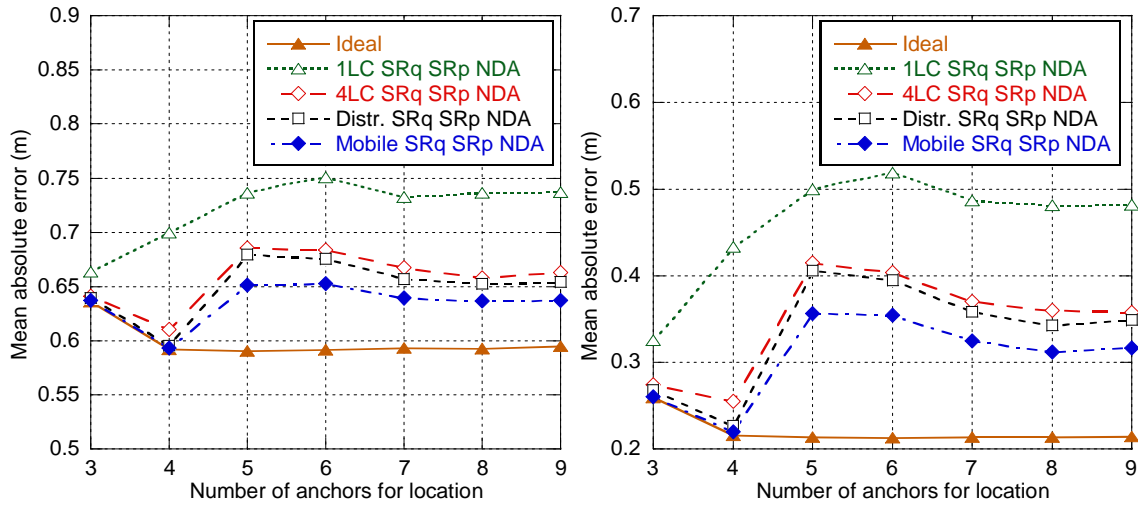 0.9
0.85
0.8
0.75
0.7
0.65
0.6
0.55
0.5
Mean absolute error (m)
Ideal
1LC SRq SRp NDA
4LC SRq SRp NDA
Distr. SRq SRp NDA
Mobile SRq SRp NDA
3 4 5 6 7 8 9
Number of anchors for location
0.7
0.6
0.5
0.4
0.3
0.2
Mean absolute error (m)
Ideal
1LC SRq SRp NDA
4LC SRq SRp NDA
Distr. SRq SRp NDA
Mobile SRq SRp NDA
3 4 5 6 7 8 9
Number of anchors for location